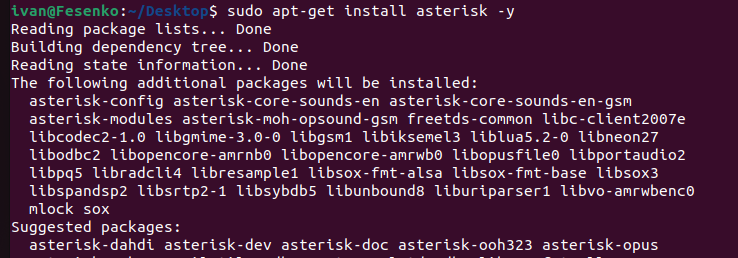 ivan@Fesenko:~/Desktop$ sudo apt-get install asterisk -y
Reading package lists... Done
Building dependency tree... Done
Reading state information... Done
The following additional packages will be installed:
  asterisk-config asterisk-core-sounds-en asterisk-core-sounds-en-gsm
  asterisk-modules asterisk-moh-opsound-gsm freetds-common libc-client2007e
  libcodec2-1.0 libgmime-3.0-0 libgsm1 libiksemel3 liblua5.2-0 libneon27
  libodbc2 libopencore-amrnb0 libopencore-amrwb0 libopusfile0 libportaudio2
  libpq5 libradcli4 libresample1 libsox-fmt-alsa libsox-fmt-base libsox3
  libspandsp2 libsrtp2-1 libsybdb5 libunbound8 liburiparser1 libvo-amrwbenc0
  mlock sox
Suggested packages:
  asterisk-dahdi asterisk-dev asterisk-doc asterisk-ooh323 asterisk-opus